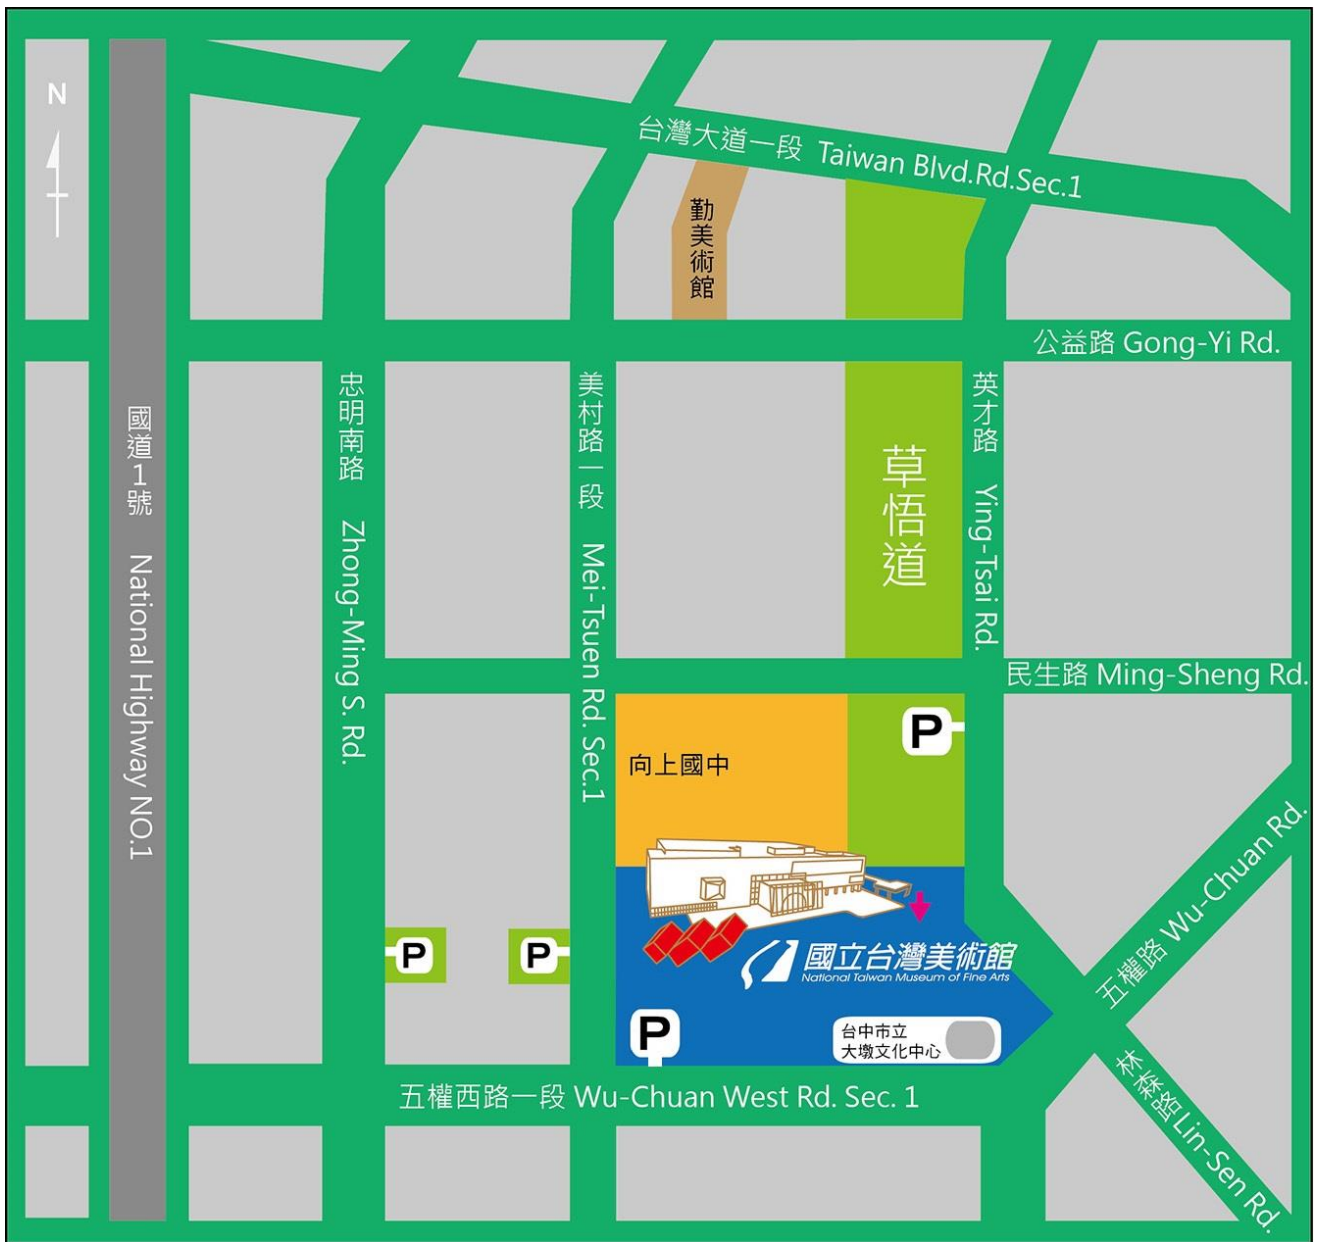 N
台灣大道一段 Taiwan Blvd.Rd.Sec.1
勤美術館
公益路 Gong-Yi Rd.
國道1號 National Highway NO.1
忠明南路 Zhong-Ming S. Rd.
美村路一段 Mei-Tsuen Rd. Sec.1
草悟道
英才路 Ying-Tsai Rd.
民生路 Ming-Sheng Rd.
P
向上國中
五權路 Wu-Chuan Rd.
P
P
國立台灣美術館
National Taiwan Museum of Fine Arts
P
台中市立
大墩文化中心
五權西路一段 Wu-Chuan West Rd. Sec. 1
林森路 Lin-Sen Rd.